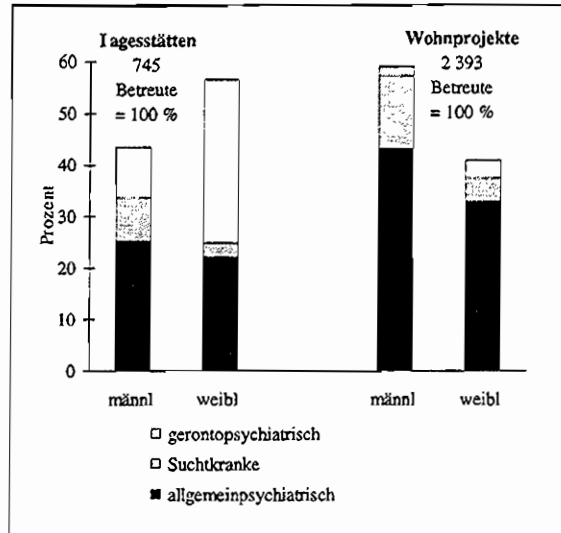 Tagesstätten
745
Betreute
= 100 %
Wohnprojekte
2 393
Betreute
= 100 %
Prozent
60
50
40
30
20
10
0
männl
weibl
männl
weibl
gerontopsychiatrisch
Suchtkranke
allgemeinpsychiatrisch